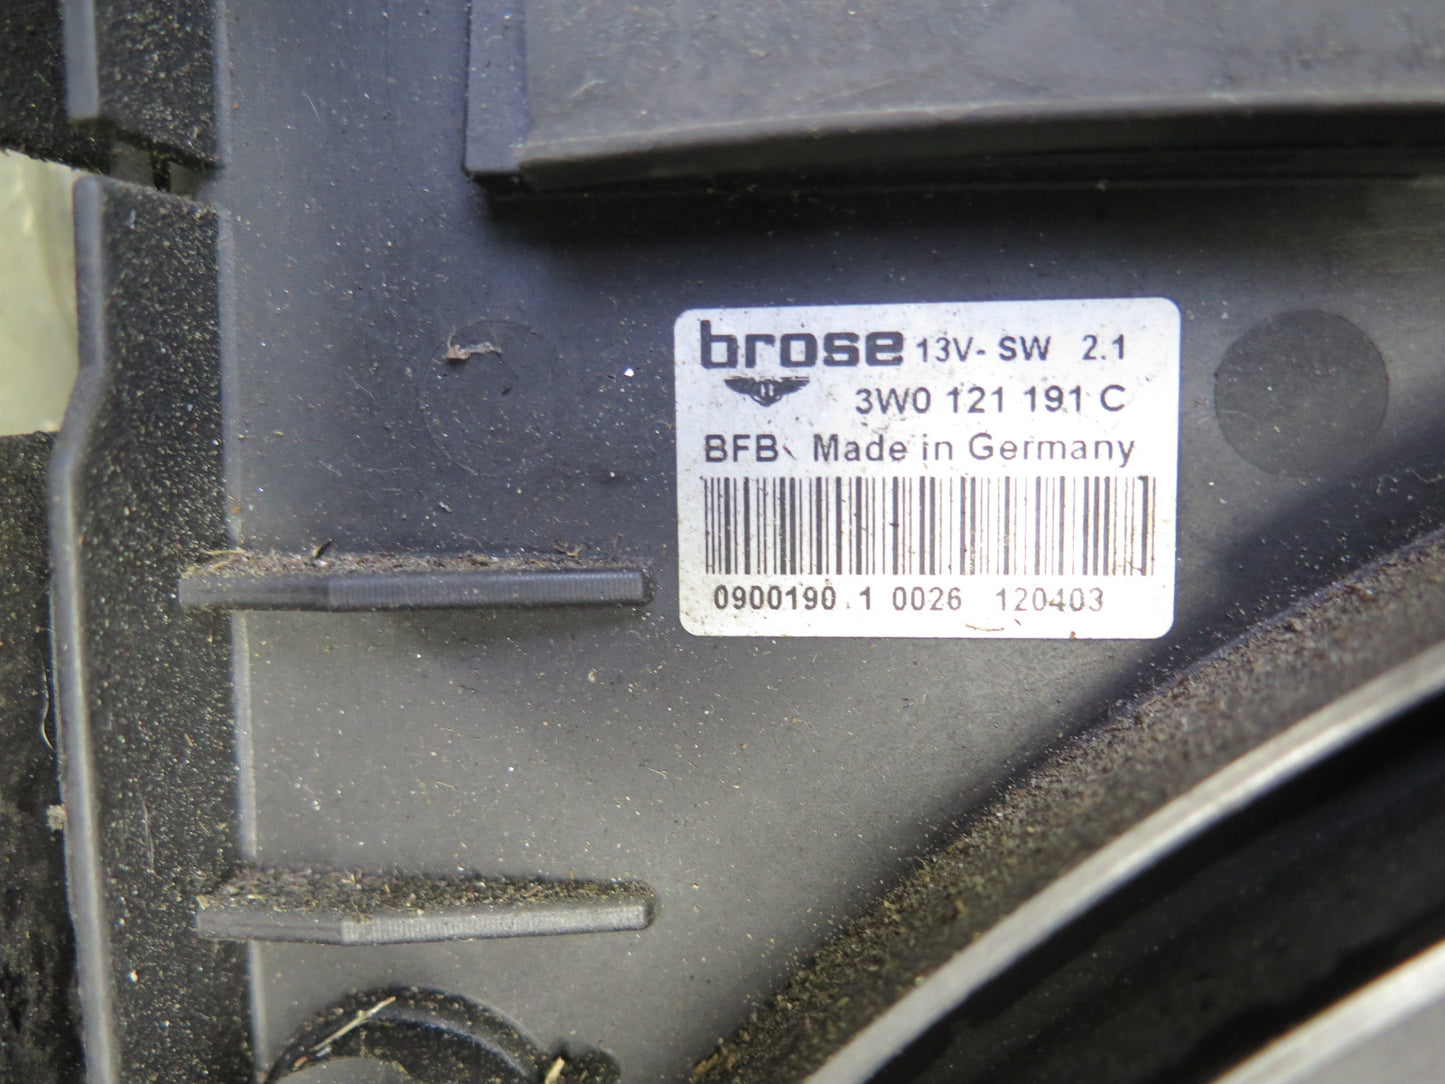 brose 13V- SW 2.1
3W0 121 191 C
BFB Made in Germany
0900190.1 0026 120403